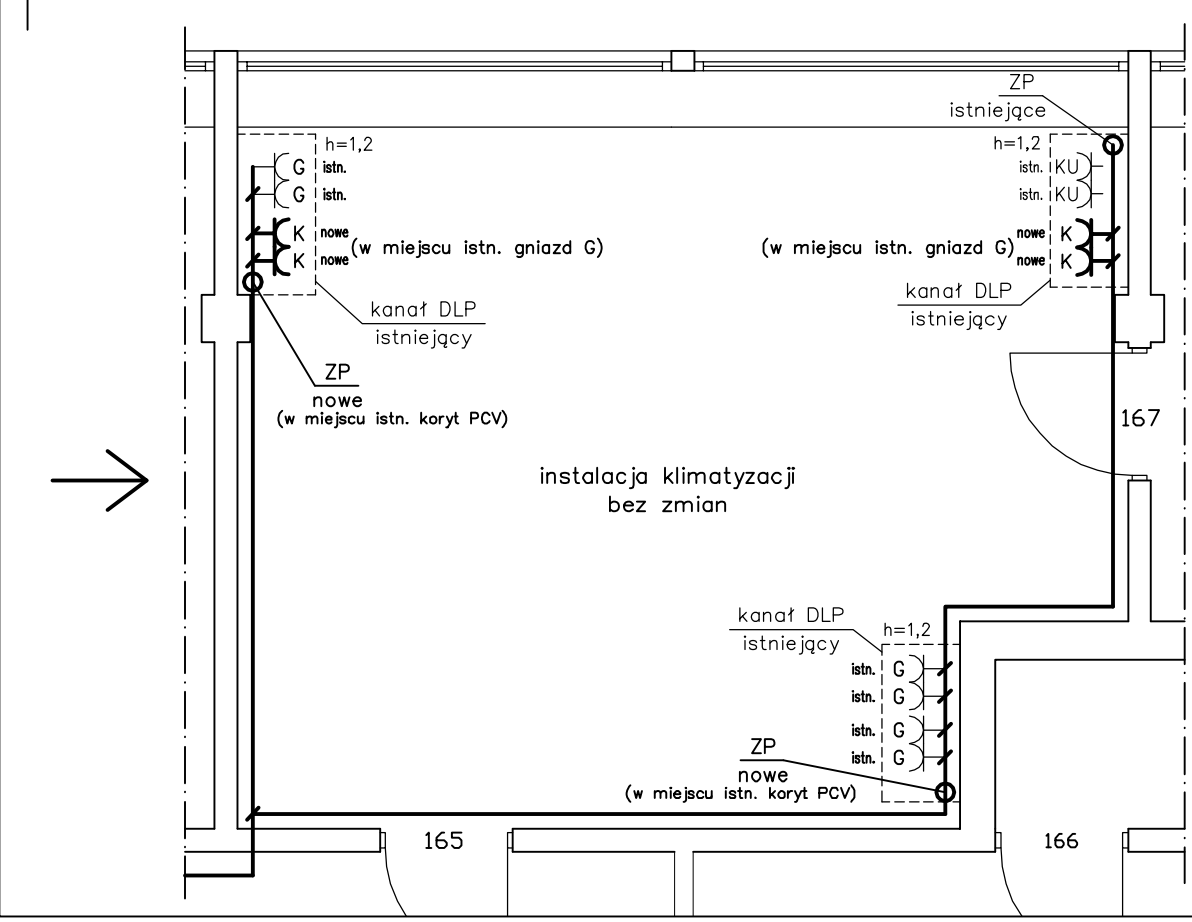 ZP
istniejące
h=1,2
G istn.
G istn.
K nowe
K nowe
(w miejscu istn. gniazd G)
kanał DLP
istniejący
ZP
nowe
(w miejscu istn. koryt PCV)
h=1,2
istn. KU
istn. KU
nowe K
nowe K
(w miejscu istn. gniazd G)
kanał DLP
istniejący
167
instalacja klimatyzacji
bez zmian
kanał DLP
istniejący
h=1,2
istn. G
istn. G
istn. G
istn. G
ZP
nowe
(w miejscu istn. koryt PCV)
165
166